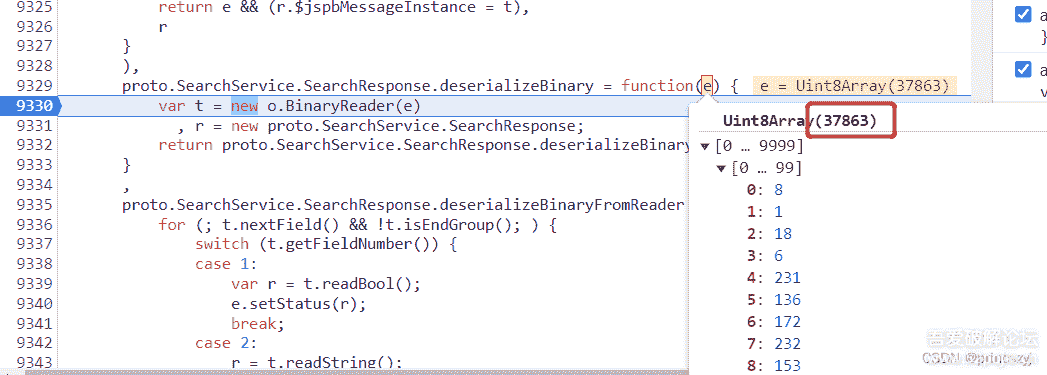 9325 return e && (r.$jspbMessageInstance = t),
9326 r
9327 }
9328 ),
9329 proto.SearchService.SearchResponse.deserializeBinary = function(e) { e = Uint8Array(37863)
9330 var t = new o.BinaryReader(e)
9331 , r = new proto.SearchService.SearchResponse;
9332 return proto.SearchService.SearchResponse.deserializeBinary
9333 }
9334 ,
9335 proto.SearchService.SearchResponse.deserializeBinaryFromReader
9336 for (; t.nextField() && !t.isEndGroup(); ) {
9337 switch (t.getFieldNumber()) {
9338 case 1:
9339 var r = t.readBool();
9340 e.setStatus(r);
9341 break;
9342 case 2:
9343 r = t.readString();
Uint8Array(37863)
[0 … 9999]
[0 … 99]
0: 8
1: 1
2: 18
3: 6
4: 231
5: 136
6: 172
7: 232
8: 153
a
}
a
v
吾爱破解论坛